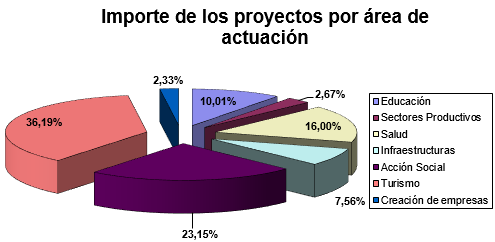 Importe de los proyectos por área de
actuación
2,33%
10,01%
2,67%
36,19%
16,00%
7,56%
23,15%
Educación
Sectores Productivos
Salud
Infraestructuras
Acción Social
Turismo
Creación de empresas